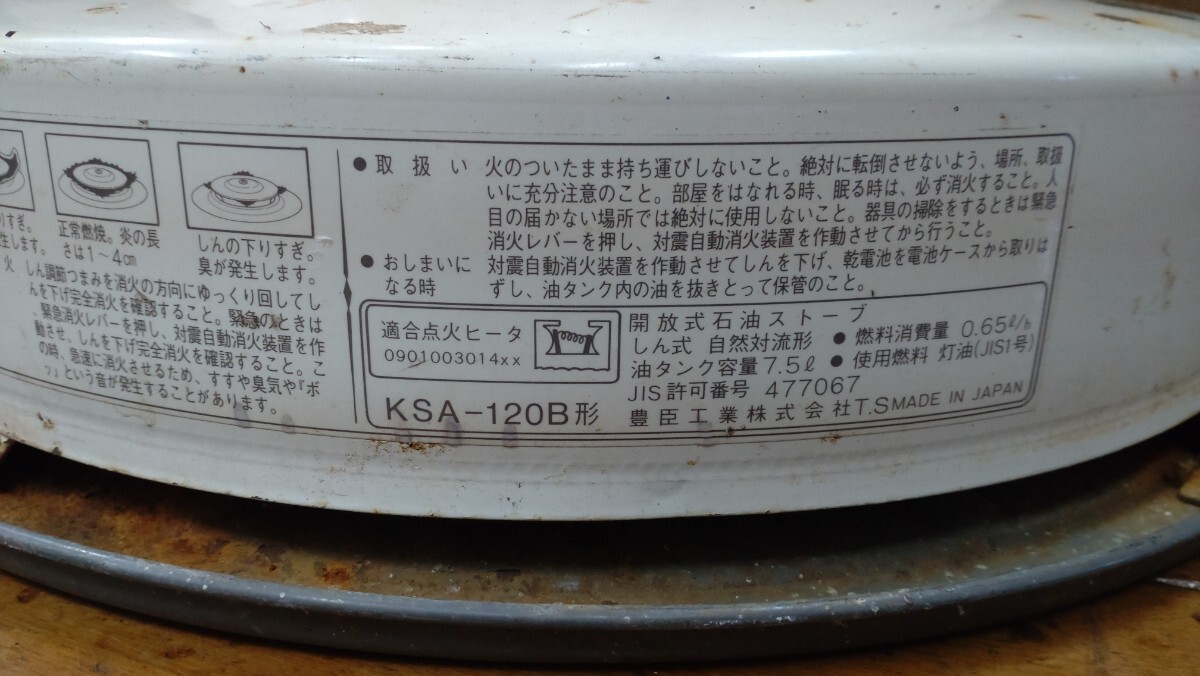 りすぎ。
生します。
火
正常燃焼。炎の長
さは1~4㎝
しんの下りすぎ。
臭が発生します。
しん調節つまみを消火の方向にゆっくり回してし
んを下げ完全消火を確認すること。緊急のときは
緊急消火レバーを押し、対震自動消火装置を作
動させ、しんを下げ完全消火を確認すること。こ
の時、急速に消火させるため、すすや臭気や『ボ
ッ』という音が発生することがあります。
●取扱い 火のついたまま持ち運びしないこと。絶対に転倒させないよう、場所、取扱
いに充分注意のこと。部屋をはなれる時、眠る時は、必ず消火すること。人
目の届かない場所では絶対に使用しないこと。器具の掃除をするときは緊急
消火レバーを押し、対震自動消火装置を作動させてから行うこと。
●おしまいに 対震自動消火装置を作動させてしんを下げ、乾電池を電池ケースから取りは
なる時 ずし、油タンク内の油を抜きとって保管のこと。
適合点火ヒータ
0901003014xx
KSA-120B形
開放式石油ストーブ
しん式 自然対流形 ●燃料消費量 0.65ℓ/h
油タンク容量7.5ℓ ●使用燃料 灯油(JIS1号)
JIS許可番号 477067
豊臣工業株式会社T.S MADE IN JAPAN